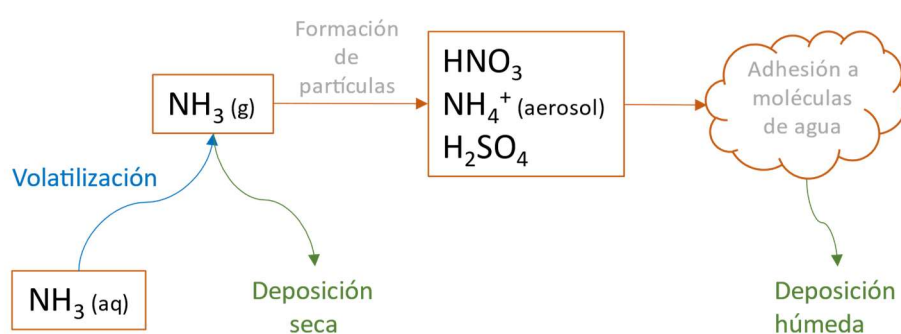 Formación
de
partículas
NH₃ (g)
HNO₃
NH₄⁺ (aerosol)
H₂SO₄
Adhesión a
moléculas
de agua
Volatilización
NH₃ (aq)
Deposición
seca
Deposición
húmeda